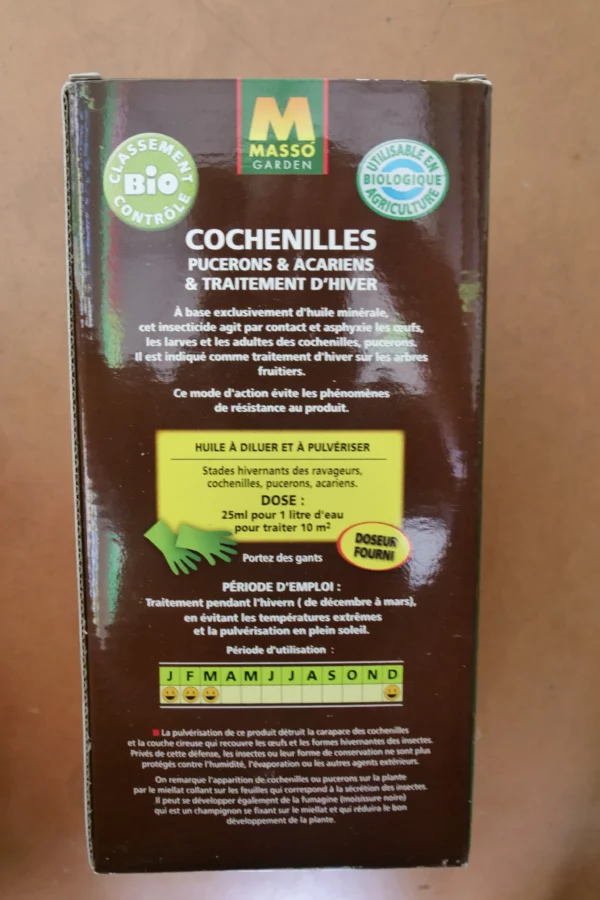 M
MASSÓ
GARDEN
CLASSEMENT
BiO
CONTRÔLE
UTILISABLE EN
BIOLOGIQUE
AGRICULTURE
COCHENILLES
PUCERONS & ACARIENS
& TRAITEMENT D'HIVER
À base exclusivement d'huile minérale,
cet insecticide agit par contact et asphyxie les œufs,
les larves et les adultes des cochenilles, pucerons.
Il est indiqué comme traitement d'hiver sur les arbres
fruitiers.
Ce mode d'action évite les phénomènes
de résistance au produit.
HUILE À DILUER ET À PULVÉRISER
Stades hivernants des ravageurs,
cochenilles, pucerons, acariens.
DOSE :
25ml pour 1 litre d'eau
pour traiter 10 m²
DOSEUR
FOURNI
Portez des gants
PÉRIODE D'EMPLOI :
Traitement pendant l'hivern ( de décembre à mars),
en évitant les températures extrêmes
et la pulvérisation en plein soleil.
Période d'utilisation :
J F M A M J J A S O N D
La pulvérisation de ce produit détruit la carapace des cochenilles
et la couche cireuse qui recouvre les œufs et les formes hivernantes des insectes.
Privés de cette défense, les insectes ou leur forme de conservation ne sont plus
protégés contre l'humidité, l'évaporation ou les autres agents extérieurs.
On remarque l'apparition de cochenilles ou pucerons sur la plante
par le miellat collant sur les feuilles qui correspond à la sécrétion des insectes.
Il peut se développer également de la fumagine (moisissure noire)
qui est un champignon se fixant sur le miellat et qui réduira le bon
développement de la plante.